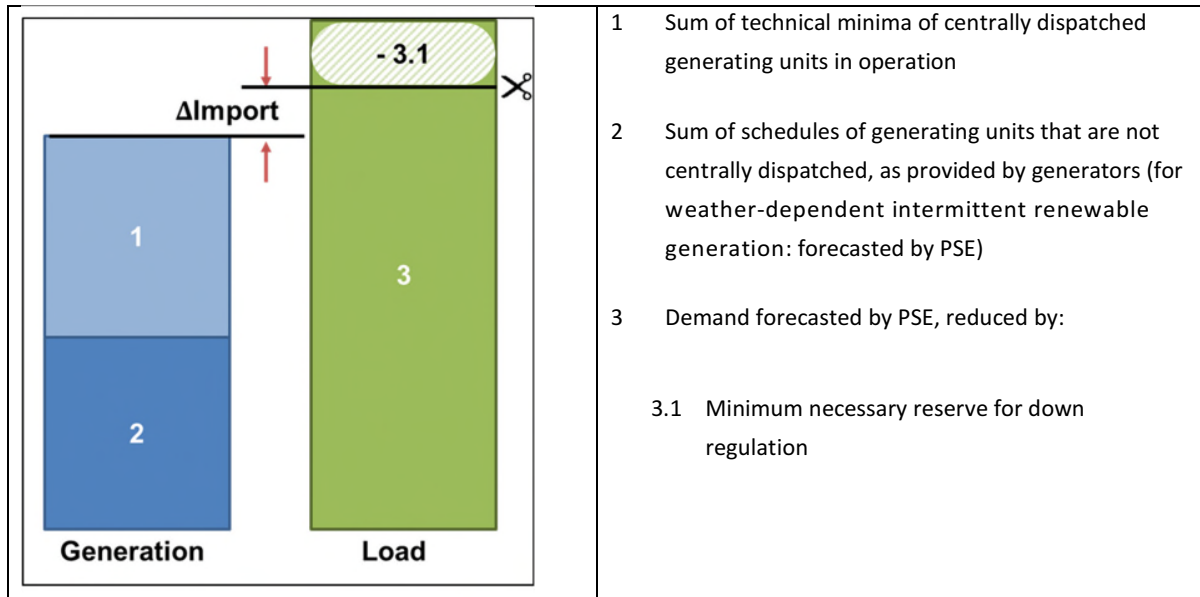 - 3.1
ΔImport
1
3
2
Generation
Load
1 Sum of technical minima of centrally dispatched
generating units in operation
2 Sum of schedules of generating units that are not
centrally dispatched, as provided by generators (for
weather-dependent intermittent renewable
generation: forecasted by PSE)
3 Demand forecasted by PSE, reduced by:
3.1 Minimum necessary reserve for down
regulation